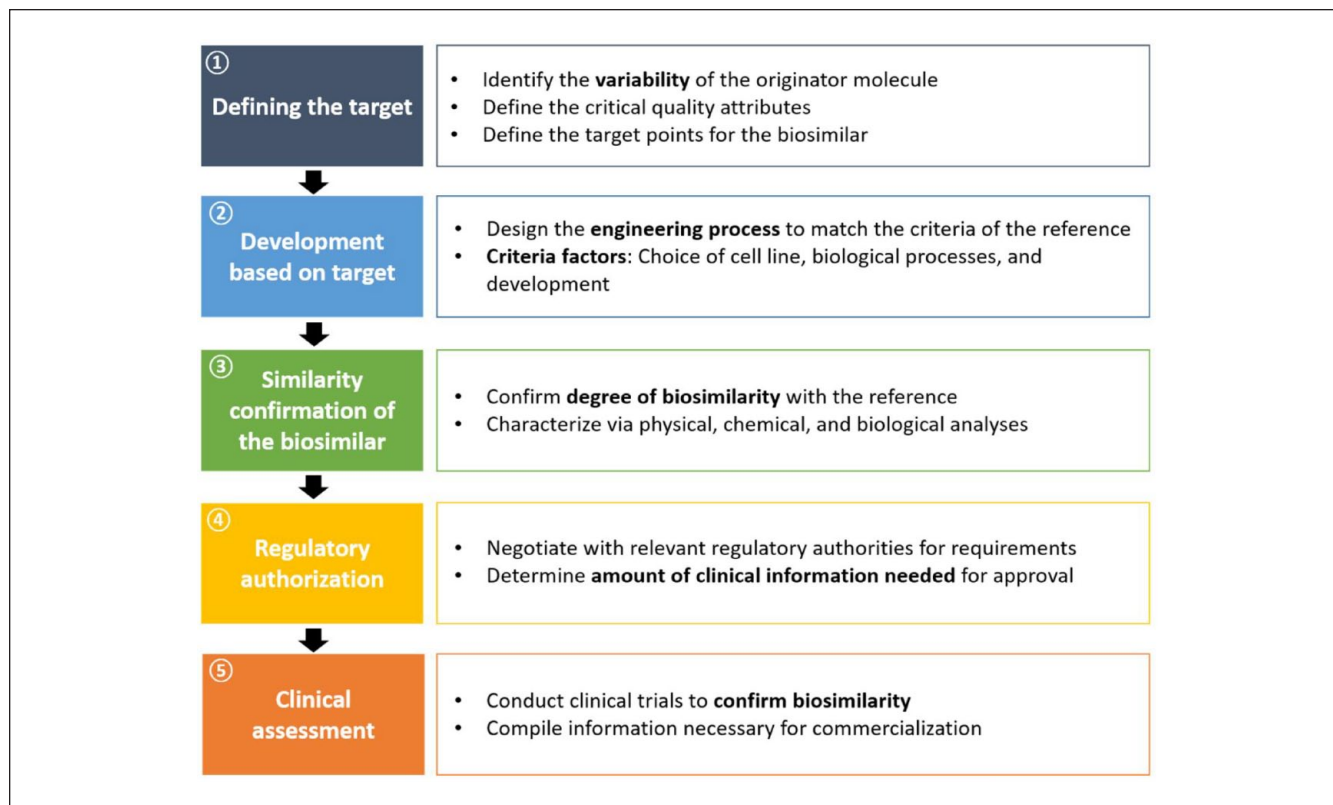 ①
Defining the target
• Identify the variability of the originator molecule
• Define the critical quality attributes
• Define the target points for the biosimilar
②
Development
based on target
• Design the engineering process to match the criteria of the reference
• Criteria factors: Choice of cell line, biological processes, and
development
③
Similarity
confirmation of
the biosimilar
• Confirm degree of biosimilarity with the reference
• Characterize via physical, chemical, and biological analyses
④
Regulatory
authorization
• Negotiate with relevant regulatory authorities for requirements
• Determine amount of clinical information needed for approval
⑤
Clinical
assessment
• Conduct clinical trials to confirm biosimilarity
• Compile information necessary for commercialization